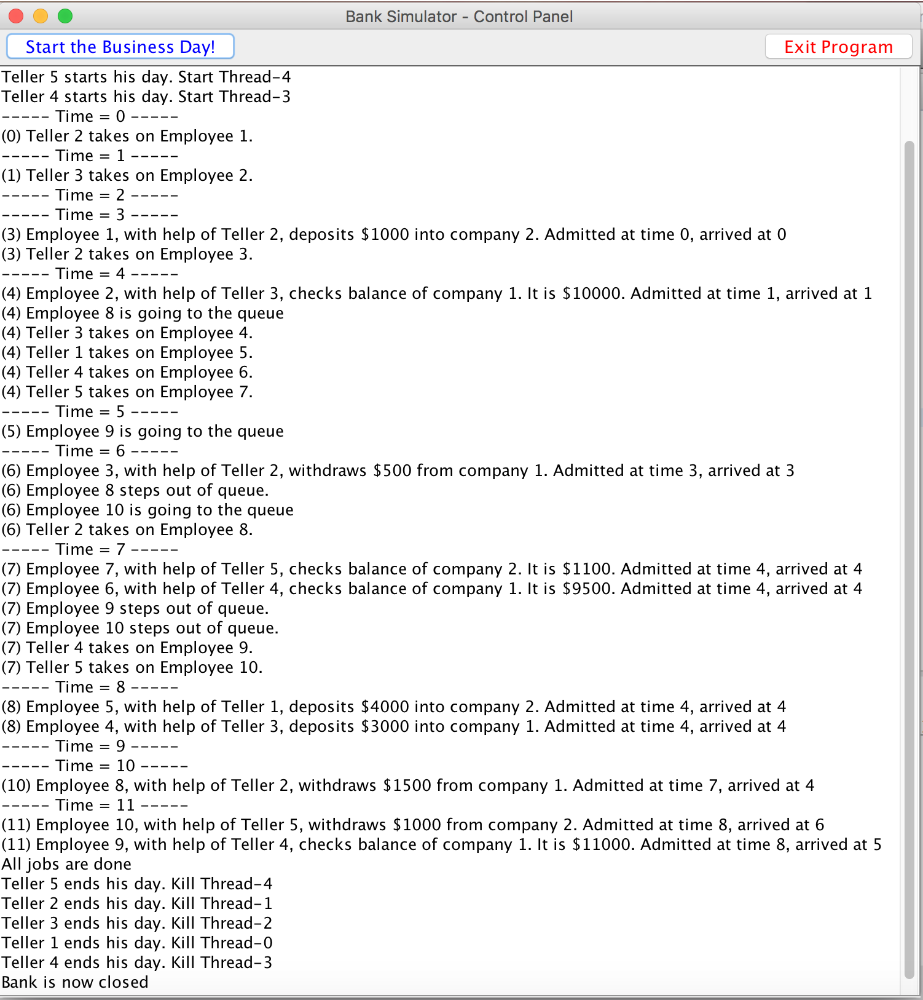 Bank Simulator - Control Panel
Start the Business Day!
Exit Program
Teller 5 starts his day. Start Thread-4
Teller 4 starts his day. Start Thread-3
----- Time = 0 -----
(0) Teller 2 takes on Employee 1.
----- Time = 1 -----
(1) Teller 3 takes on Employee 2.
----- Time = 2 -----
----- Time = 3 -----
(3) Employee 1, with help of Teller 2, deposits $1000 into company 2. Admitted at time 0, arrived at 0
(3) Teller 2 takes on Employee 3.
----- Time = 4 -----
(4) Employee 2, with help of Teller 3, checks balance of company 1. It is $10000. Admitted at time 1, arrived at 1
(4) Employee 8 is going to the queue
(4) Teller 3 takes on Employee 4.
(4) Teller 1 takes on Employee 5.
(4) Teller 4 takes on Employee 6.
(4) Teller 5 takes on Employee 7.
----- Time = 5 -----
(5) Employee 9 is going to the queue
----- Time = 6 -----
(6) Employee 3, with help of Teller 2, withdraws $500 from company 1. Admitted at time 3, arrived at 3
(6) Employee 8 steps out of queue.
(6) Employee 10 is going to the queue
(6) Teller 2 takes on Employee 8.
----- Time = 7 -----
(7) Employee 7, with help of Teller 5, checks balance of company 2. It is $1100. Admitted at time 4, arrived at 4
(7) Employee 6, with help of Teller 4, checks balance of company 1. It is $9500. Admitted at time 4, arrived at 4
(7) Employee 9 steps out of queue.
(7) Employee 10 steps out of queue.
(7) Teller 4 takes on Employee 9.
(7) Teller 5 takes on Employee 10.
----- Time = 8 -----
(8) Employee 5, with help of Teller 1, deposits $4000 into company 2. Admitted at time 4, arrived at 4
(8) Employee 4, with help of Teller 3, deposits $3000 into company 1. Admitted at time 4, arrived at 4
----- Time = 9 -----
----- Time = 10 -----
(10) Employee 8, with help of Teller 2, withdraws $1500 from company 1. Admitted at time 7, arrived at 4
----- Time = 11 -----
(11) Employee 10, with help of Teller 5, withdraws $1000 from company 2. Admitted at time 8, arrived at 6
(11) Employee 9, with help of Teller 4, checks balance of company 1. It is $11000. Admitted at time 8, arrived at 5
All jobs are done
Teller 5 ends his day. Kill Thread-4
Teller 2 ends his day. Kill Thread-1
Teller 3 ends his day. Kill Thread-2
Teller 1 ends his day. Kill Thread-0
Teller 4 ends his day. Kill Thread-3
Bank is now closed